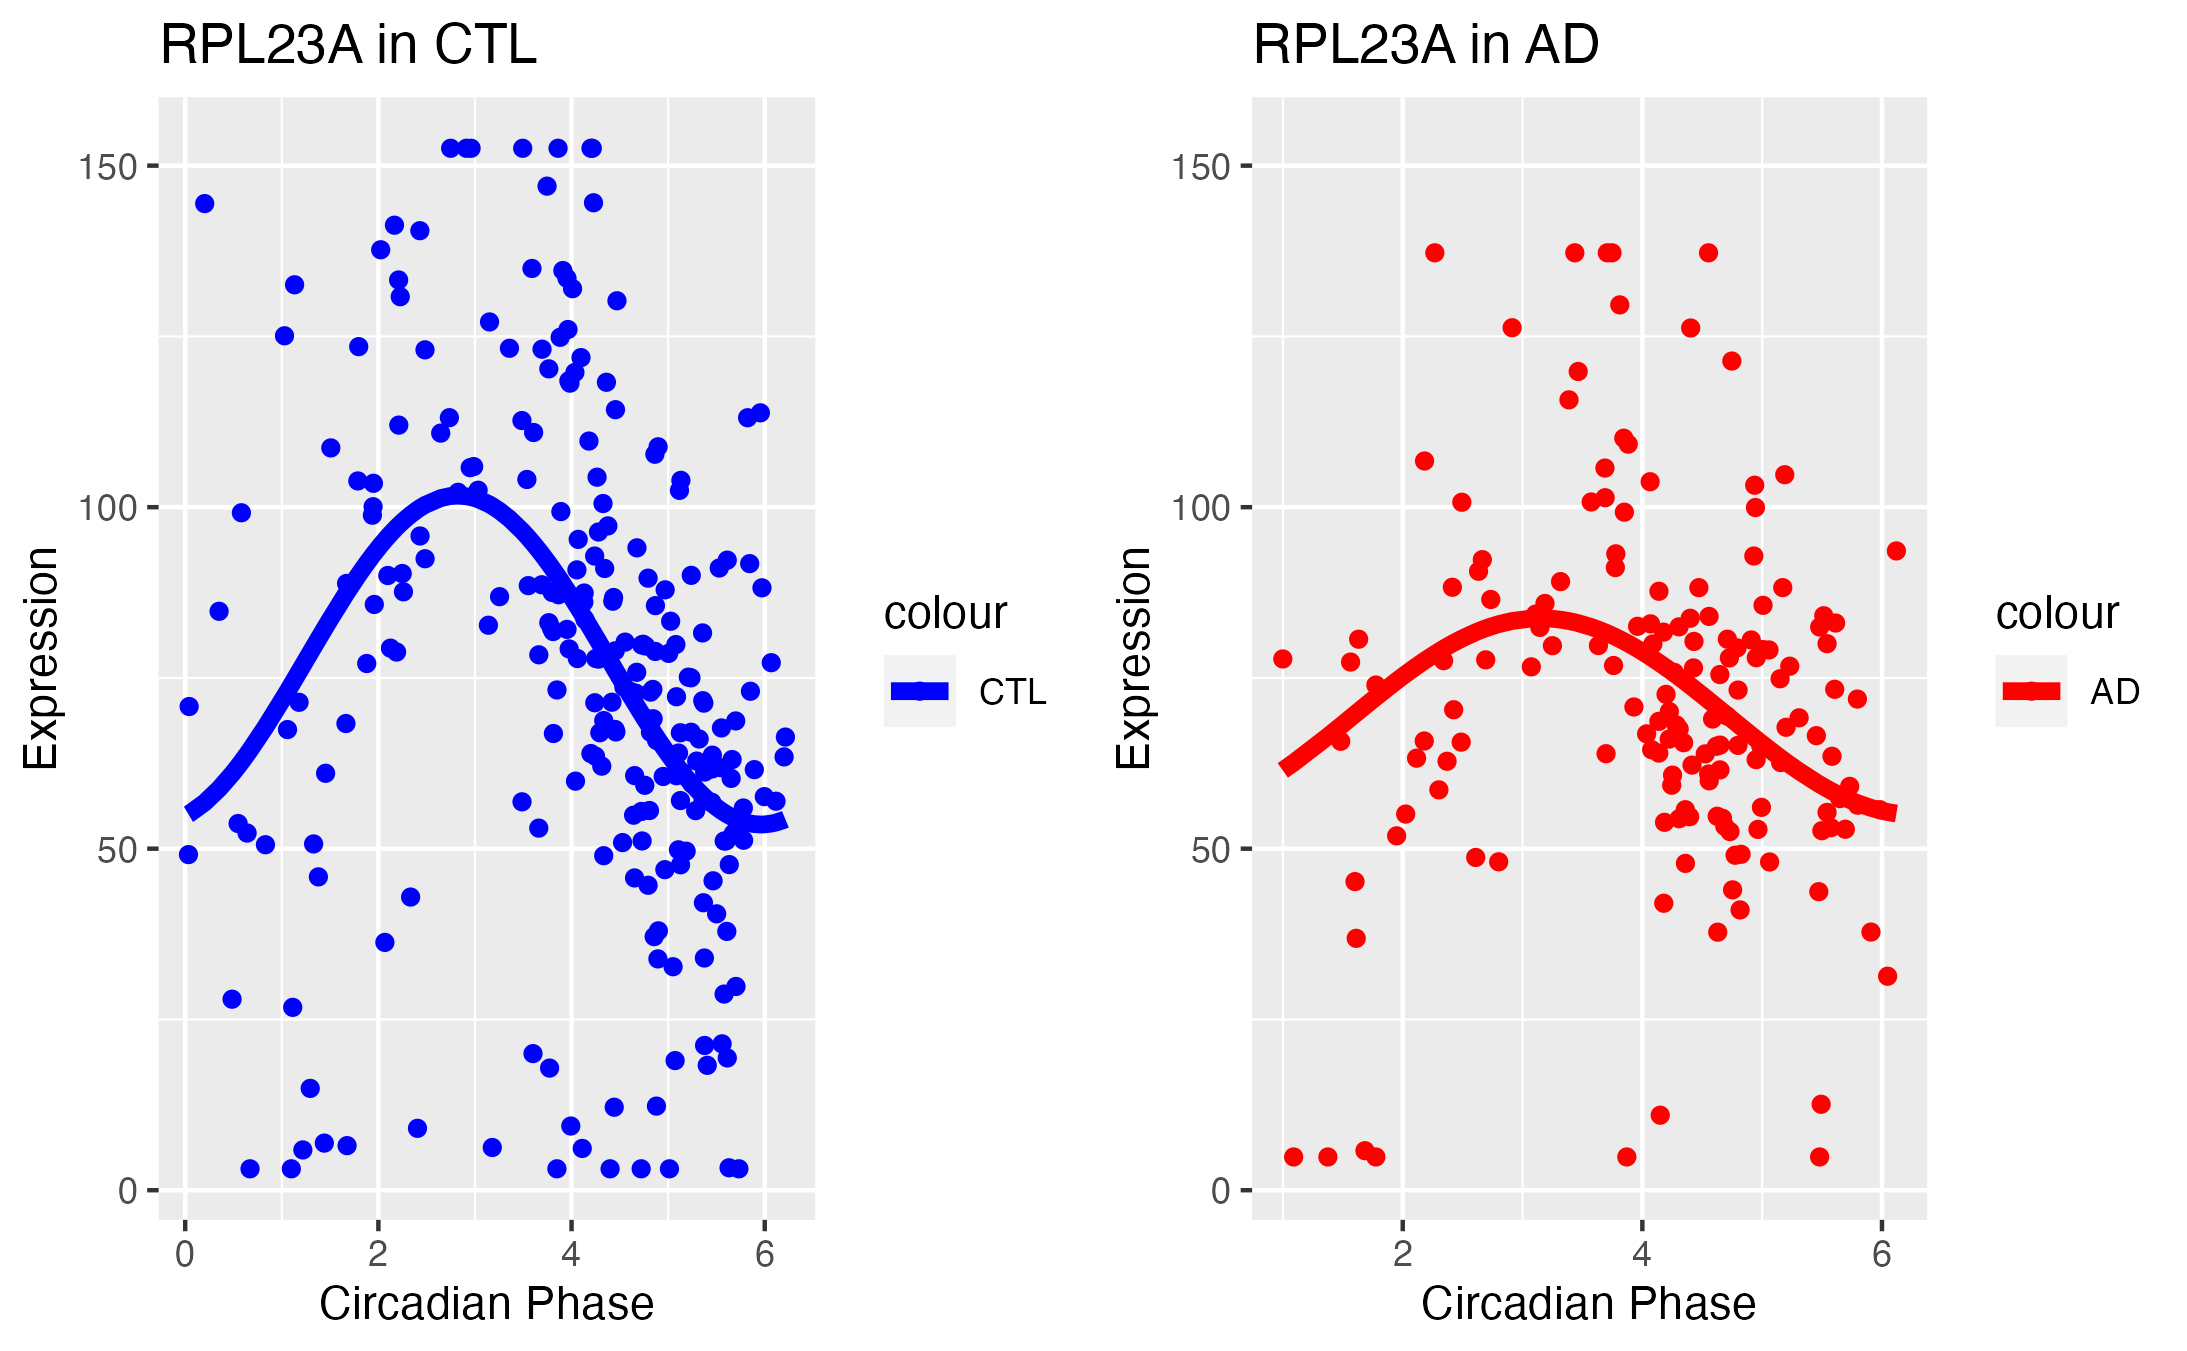 RPL23A in CTL
Expression
150
100
50
0
0 2 4 6
Circadian Phase
colour
CTL
RPL23A in AD
Expression
150
100
50
0
2 4 6
Circadian Phase
colour
AD